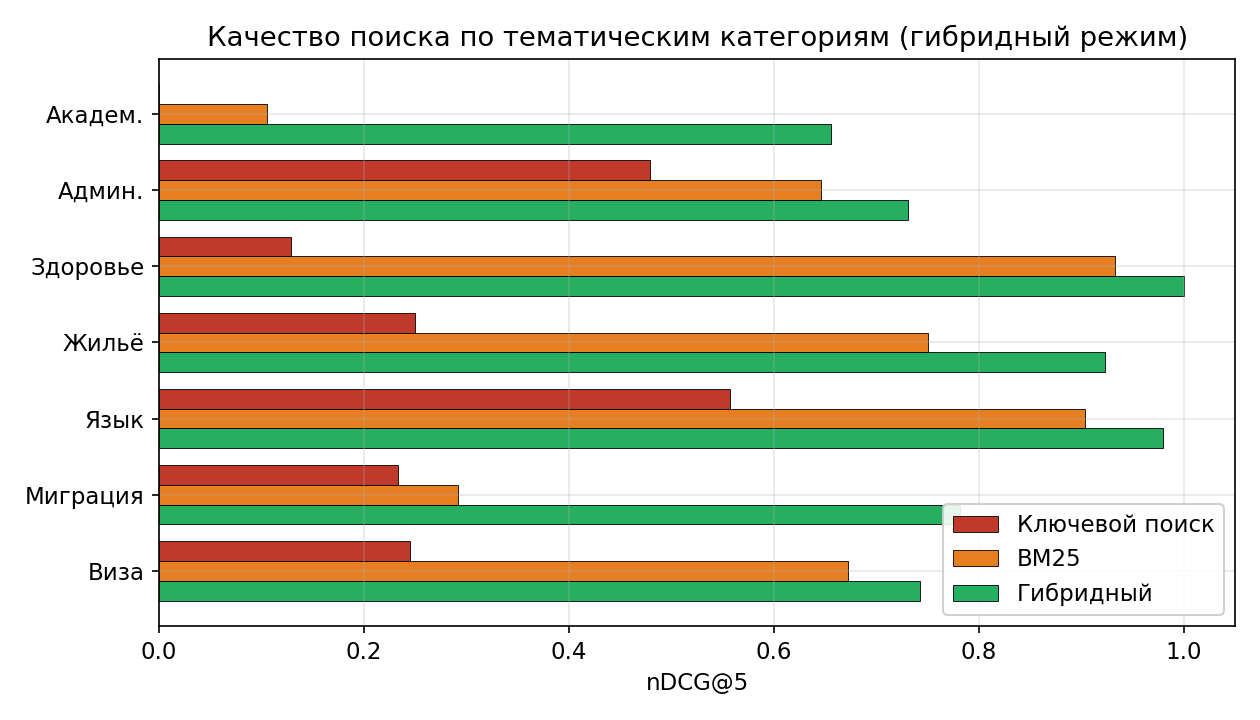 Качество поиска по тематическим категориям (гибридный режим)
Академ.
Админ.
Здоровье
Жильё
Язык
Миграция
Виза
Ключевой поиск
BM25
Гибридный
0.0 0.2 0.4 0.6 0.8 1.0
nDCG@5